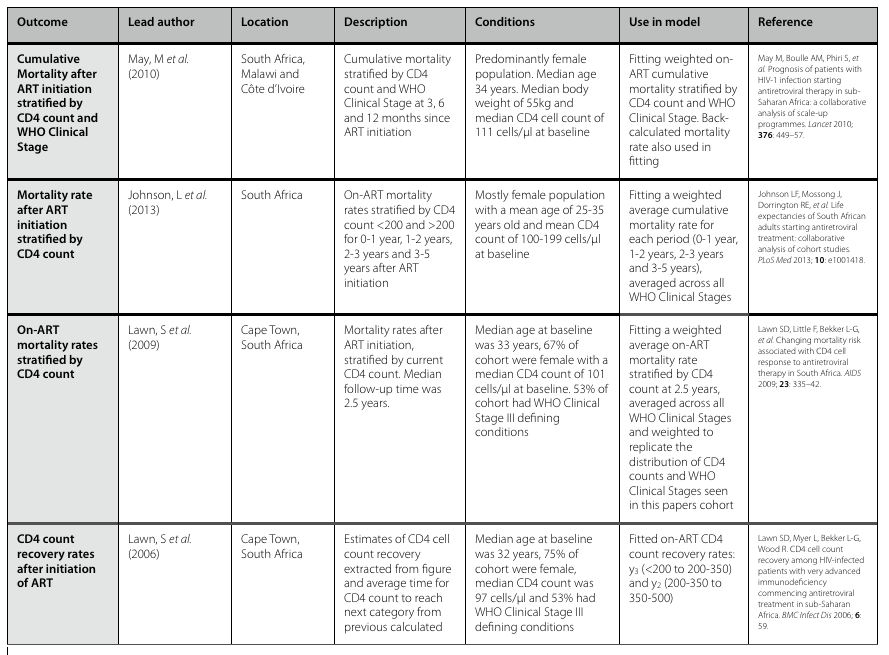 Outcome
Lead author
Location
Description
Conditions
Use in model
Reference
Cumulative
Mortality after
ART initiation
stratified by
CD4 count and
WHO Clinical
Stage
May, M et al.
(2010)
South Africa,
Malawi and
Côte d'Ivoire
Cumulative mortality
stratified by CD4
count and WHO
Clinical Stage at 3, 6
and 12 months since
ART initiation
Predominantly female
population. Median age
34 years. Median body
weight of 55kg and
median CD4 cell count of
111 cells/µl at baseline
Fitting weighted on-
ART cumulative
mortality stratified by
CD4 count and WHO
Clinical Stage. Back-
calculated mortality
rate also used in
fitting
May M, Boulle AM, Phiri S, et
al. Prognosis of patients with
HIV-1 infection starting
antiretroviral therapy in sub-
Saharan Africa: a collaborative
analysis of scale-up
programmes. Lancet 2010;
376: 449–57.
Mortality rate
after ART
initiation
stratified by
CD4 count
Johnson, L et al.
(2013)
South Africa
On-ART mortality
rates stratified by CD4
count <200 and >200
for 0-1 year, 1-2 years,
2-3 years and 3-5
years after ART
initiation
Mostly female population
with a mean age of 25-35
years old and mean CD4
count of 100-199 cells/µl
at baseline
Fitting a weighted
average cumulative
mortality rate for
each period (0-1 year,
1-2 years, 2-3 years
and 3-5 years),
averaged across all
WHO Clinical Stages
Johnson LF, Mossong J,
Dorrington RE, et al. Life
expectancies of South African
adults starting antiretroviral
treatment: collaborative
analysis of cohort studies.
PLoS Med 2013; 10: e1001418.
On-ART
mortality rates
stratified by
CD4 count
Lawn, S et al.
(2009)
Cape Town,
South Africa
Mortality rates after
ART initiation,
stratified by current
CD4 count. Median
follow-up time was
2.5 years.
Median age at baseline
was 33 years, 67% of
cohort were female with a
median CD4 count of 101
cells/µl at baseline. 53% of
cohort had WHO Clinical
Stage III defining
conditions
Fitting a weighted
average on-ART
mortality rate
stratified by CD4
count at 2.5 years,
averaged across all
WHO Clinical Stages
and weighted to
replicate the
distribution of CD4
counts and WHO
Clinical Stages seen
in this papers cohort
Lawn SD, Little F, Bekker L-G,
et al. Changing mortality risk
associated with CD4 cell
response to antiretroviral
therapy in South Africa. AIDS
2009; 23: 335–42.
CD4 count
recovery rates
after initiation
of ART
Lawn, S et al.
(2006)
Cape Town,
South Africa
Estimates of CD4 cell
count recovery
extracted from figure
and average time for
CD4 count to reach
next category from
previous calculated
Median age at baseline
was 32 years, 75% of
cohort were female,
median CD4 count was
97 cells/µl and 53% had
WHO Clinical Stage III
defining conditions
Fitted on-ART CD4
count recovery rates:
γ₃ (<200 to 200-350)
and γ₂ (200-350 to
350-500)
Lawn SD, Myer L, Bekker L-G,
Wood R. CD4 cell count
recovery among HIV-infected
patients with very advanced
immunodeficiency
commencing antiretroviral
treatment in sub-Saharan
Africa. BMC Infect Dis 2006; 6:
59.